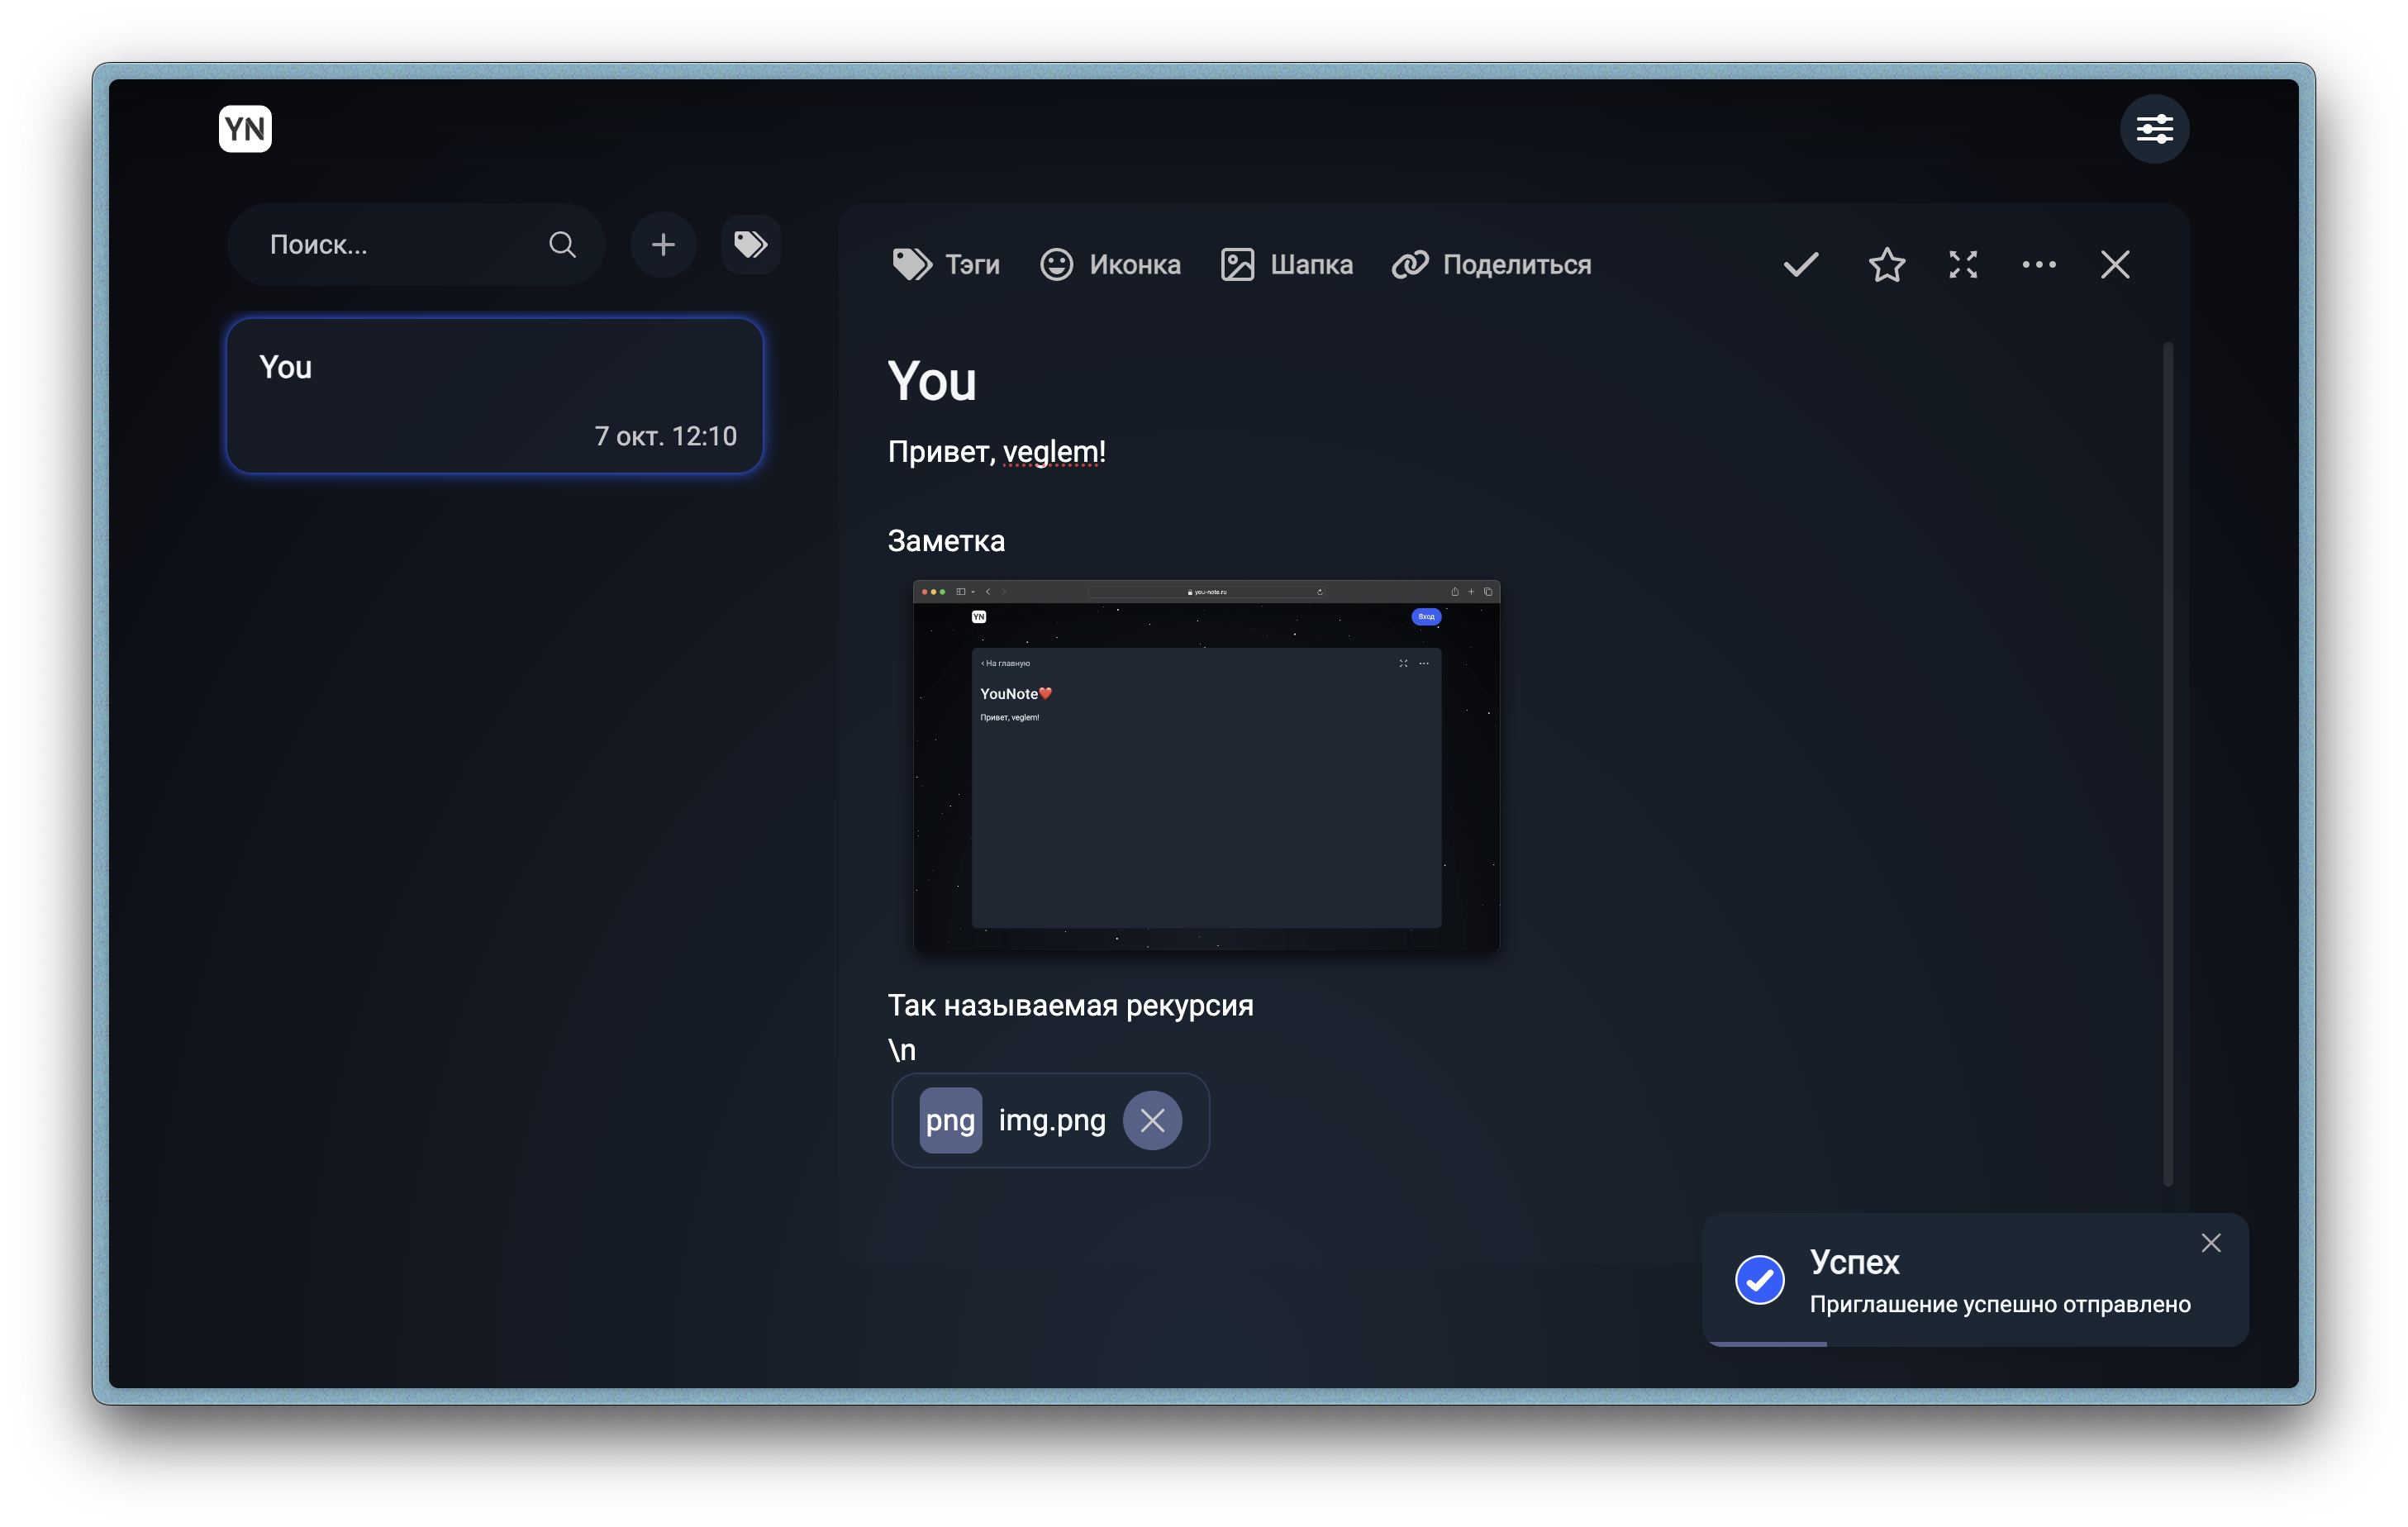 YN
Поиск...
You
7 окт. 12:10
Тэги Иконка Шапка Поделиться
You
Привет, veglem!
Заметка
you-note.ru
YN
Вход
На главную
YouNote❤️
Привет, veglem!
Так называемая рекурсия
\n
png img.png
Успех
Приглашение успешно отправлено